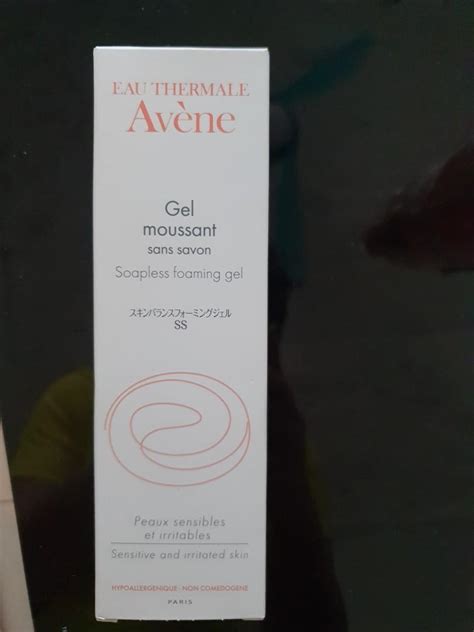 EAU THERMALE
Avène
Gel
moussant
sans savon
Soapless foaming gel
スキンバランスフォーミングジェル
SS
Peaux sensibles
et irritables
Sensitive and irritated skin
HYPOALLERGENIQUE - NON COMEDOGENE
PARIS